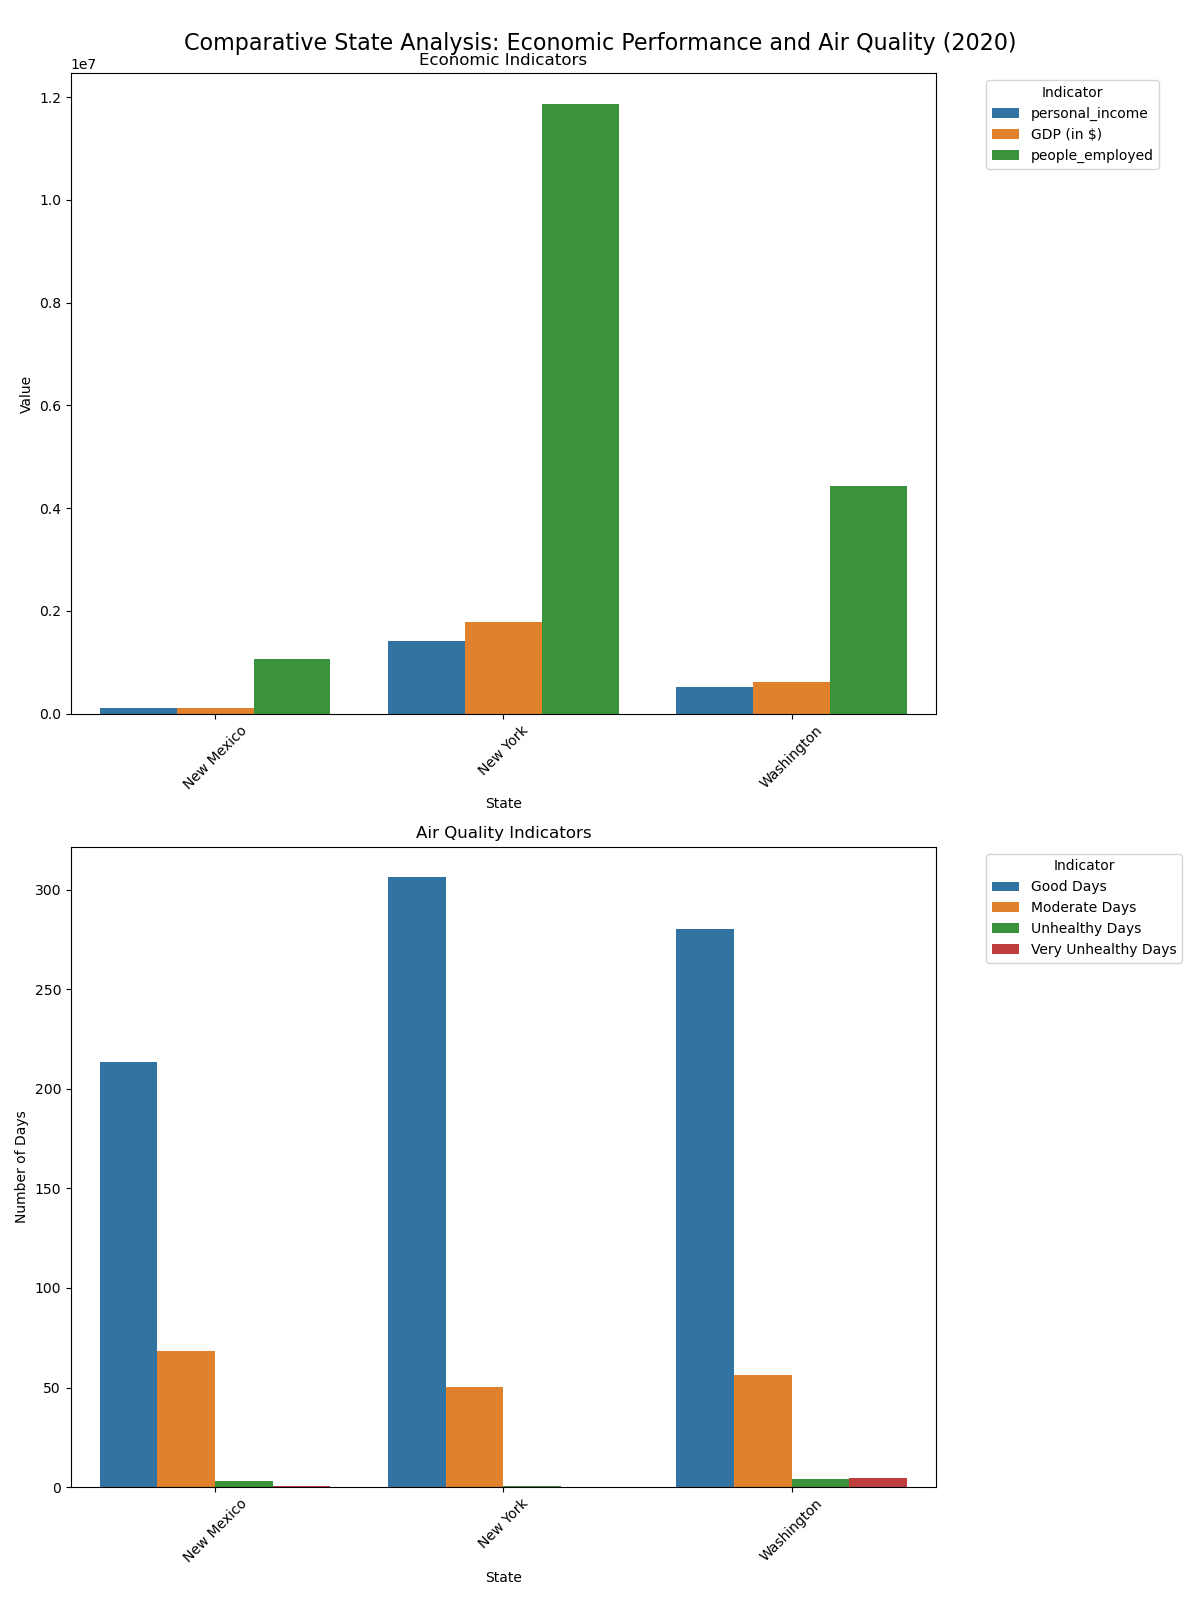 Comparative State Analysis: Economic Performance and Air Quality (2020)
Economic Indicators
1e7
1.2
1.0
0.8
0.6
0.4
0.2
0.0
Value
New Mexico
New York
Washington
State
Indicator
personal_income
GDP (in $)
people_employed
Air Quality Indicators
300
250
200
150
100
50
0
Number of Days
New Mexico
New York
Washington
State
Indicator
Good Days
Moderate Days
Unhealthy Days
Very Unhealthy Days